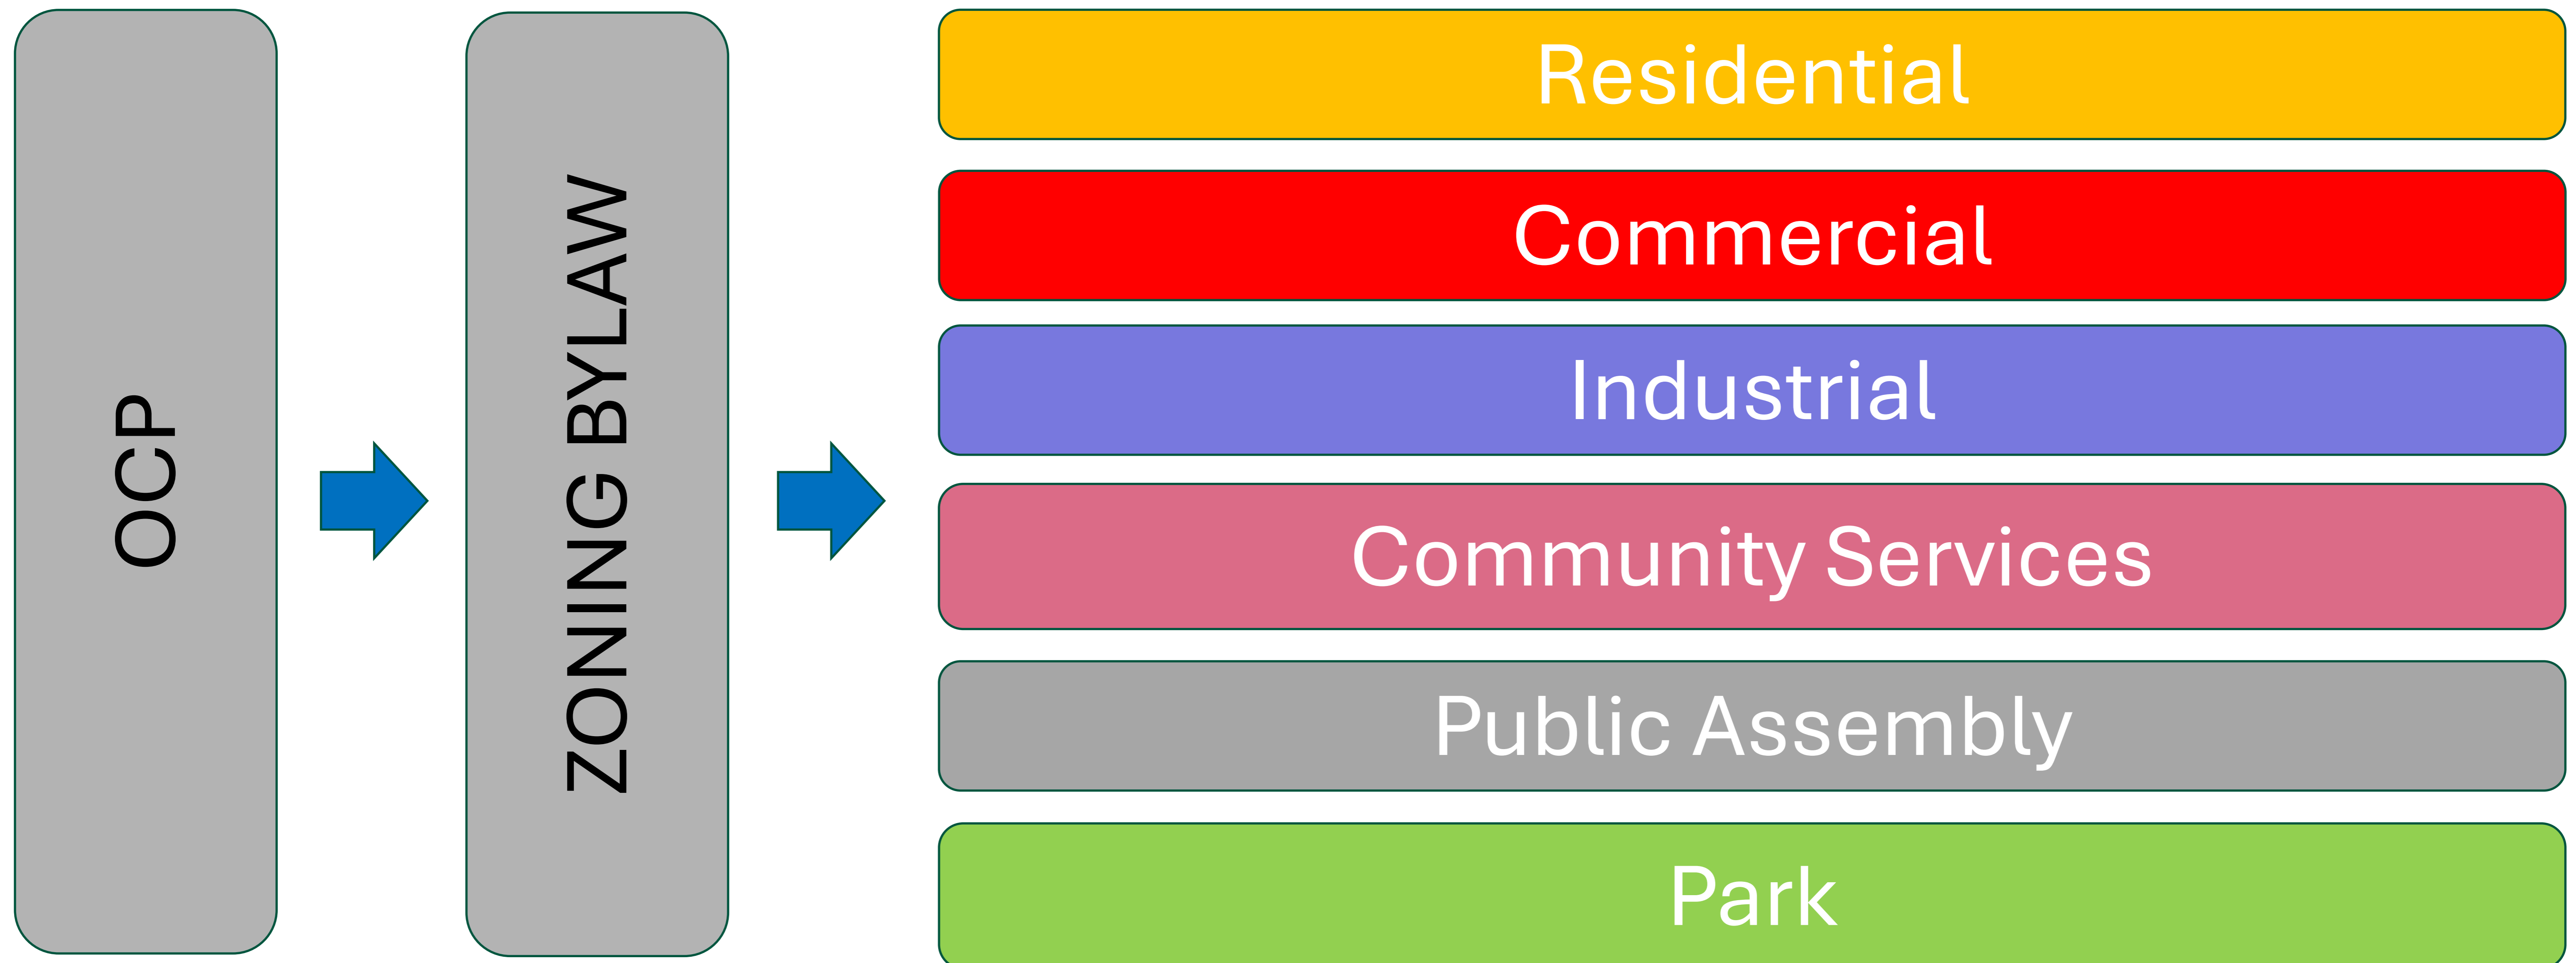 OCP
ZONING BYLAW
Residential
Commercial
Industrial
Community Services
Public Assembly
Park